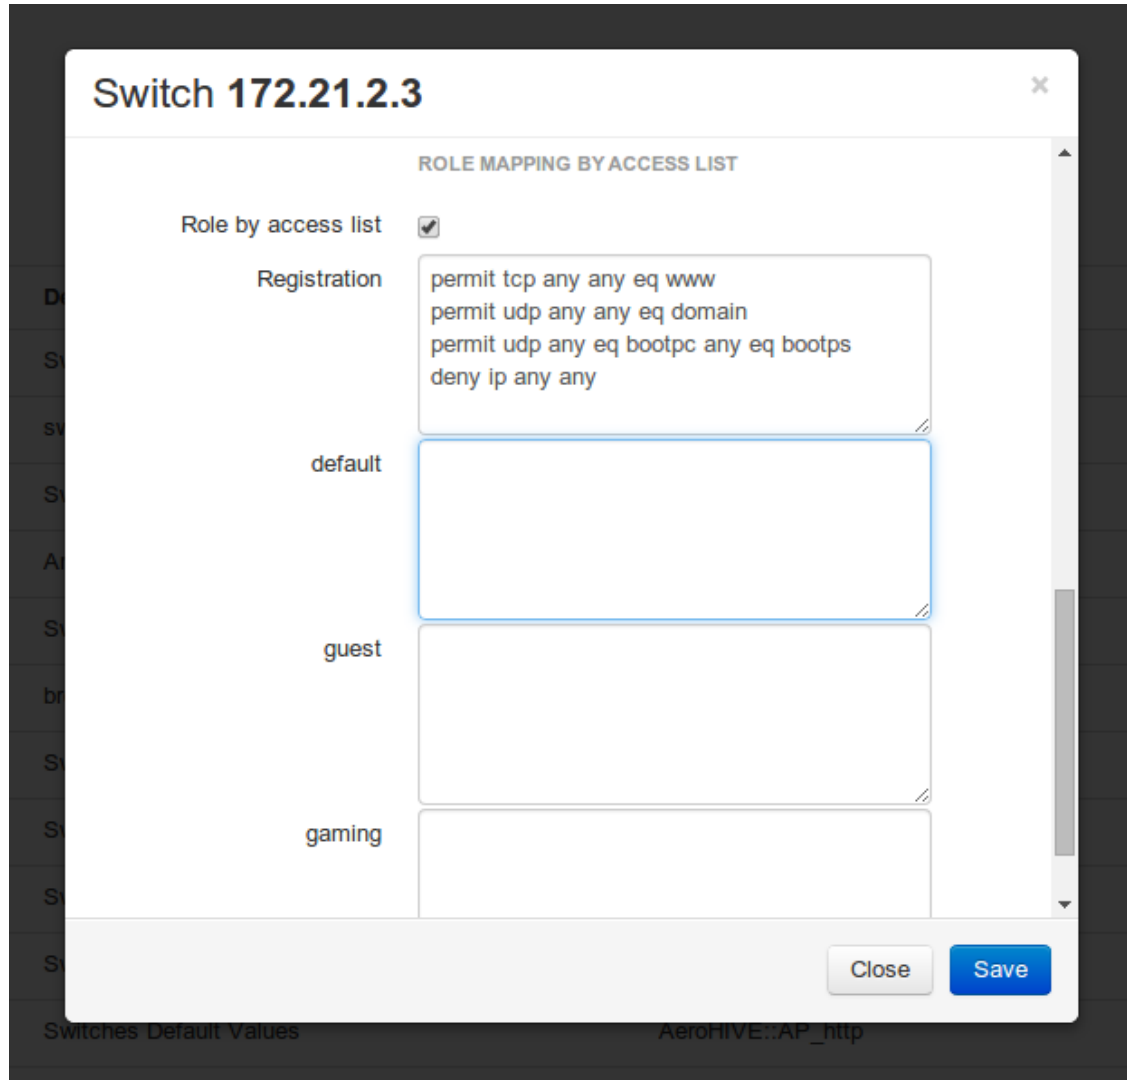 Switch 172.21.2.3
×
ROLE MAPPING BY ACCESS LIST
Role by access list
Registration
permit tcp any any eq www
permit udp any any eq domain
permit udp any eq bootpc any eq bootps
deny ip any any
default
guest
gaming
Close
Save
Switches Default Values
AeroHIVE::AP_http